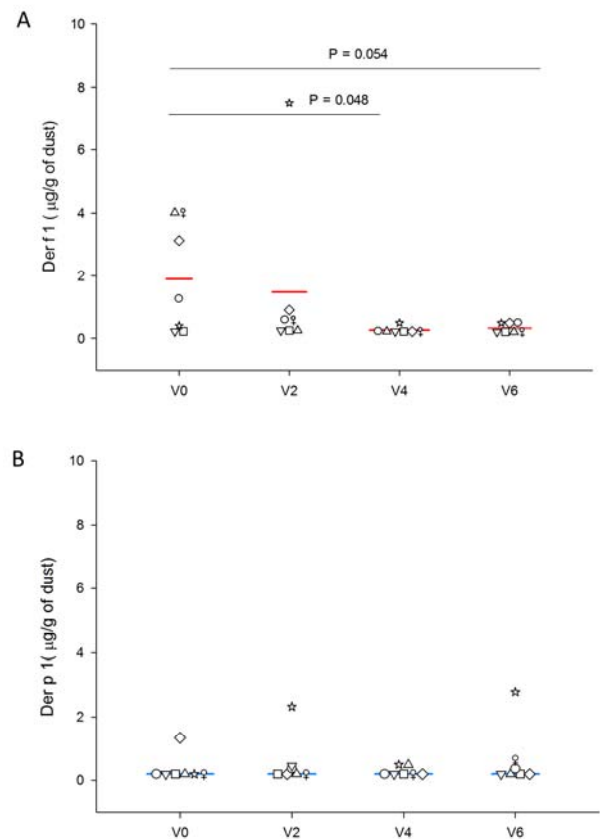 A
10
P = 0.054
8
P = 0.048
6
4
2
0
Der f 1 ( µg/g of dust)
V0 V2 V4 V6
B
10
8
6
4
2
0
Der p 1( µg/g of dust)
V0 V2 V4 V6